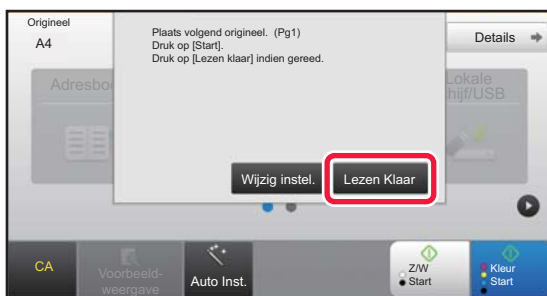 Origineel
A4
Plaats volgend origineel. (Pg1)
Druk op [Start].
Druk op [Lezen klaar] indien gereed.
Details
Adresbo
Lokale
hijf/USB
Wijzig instel.
Lezen Klaar
CA
Voorbeeld-
weergave
Auto Inst.
Z/W
Start
Kleur
Start